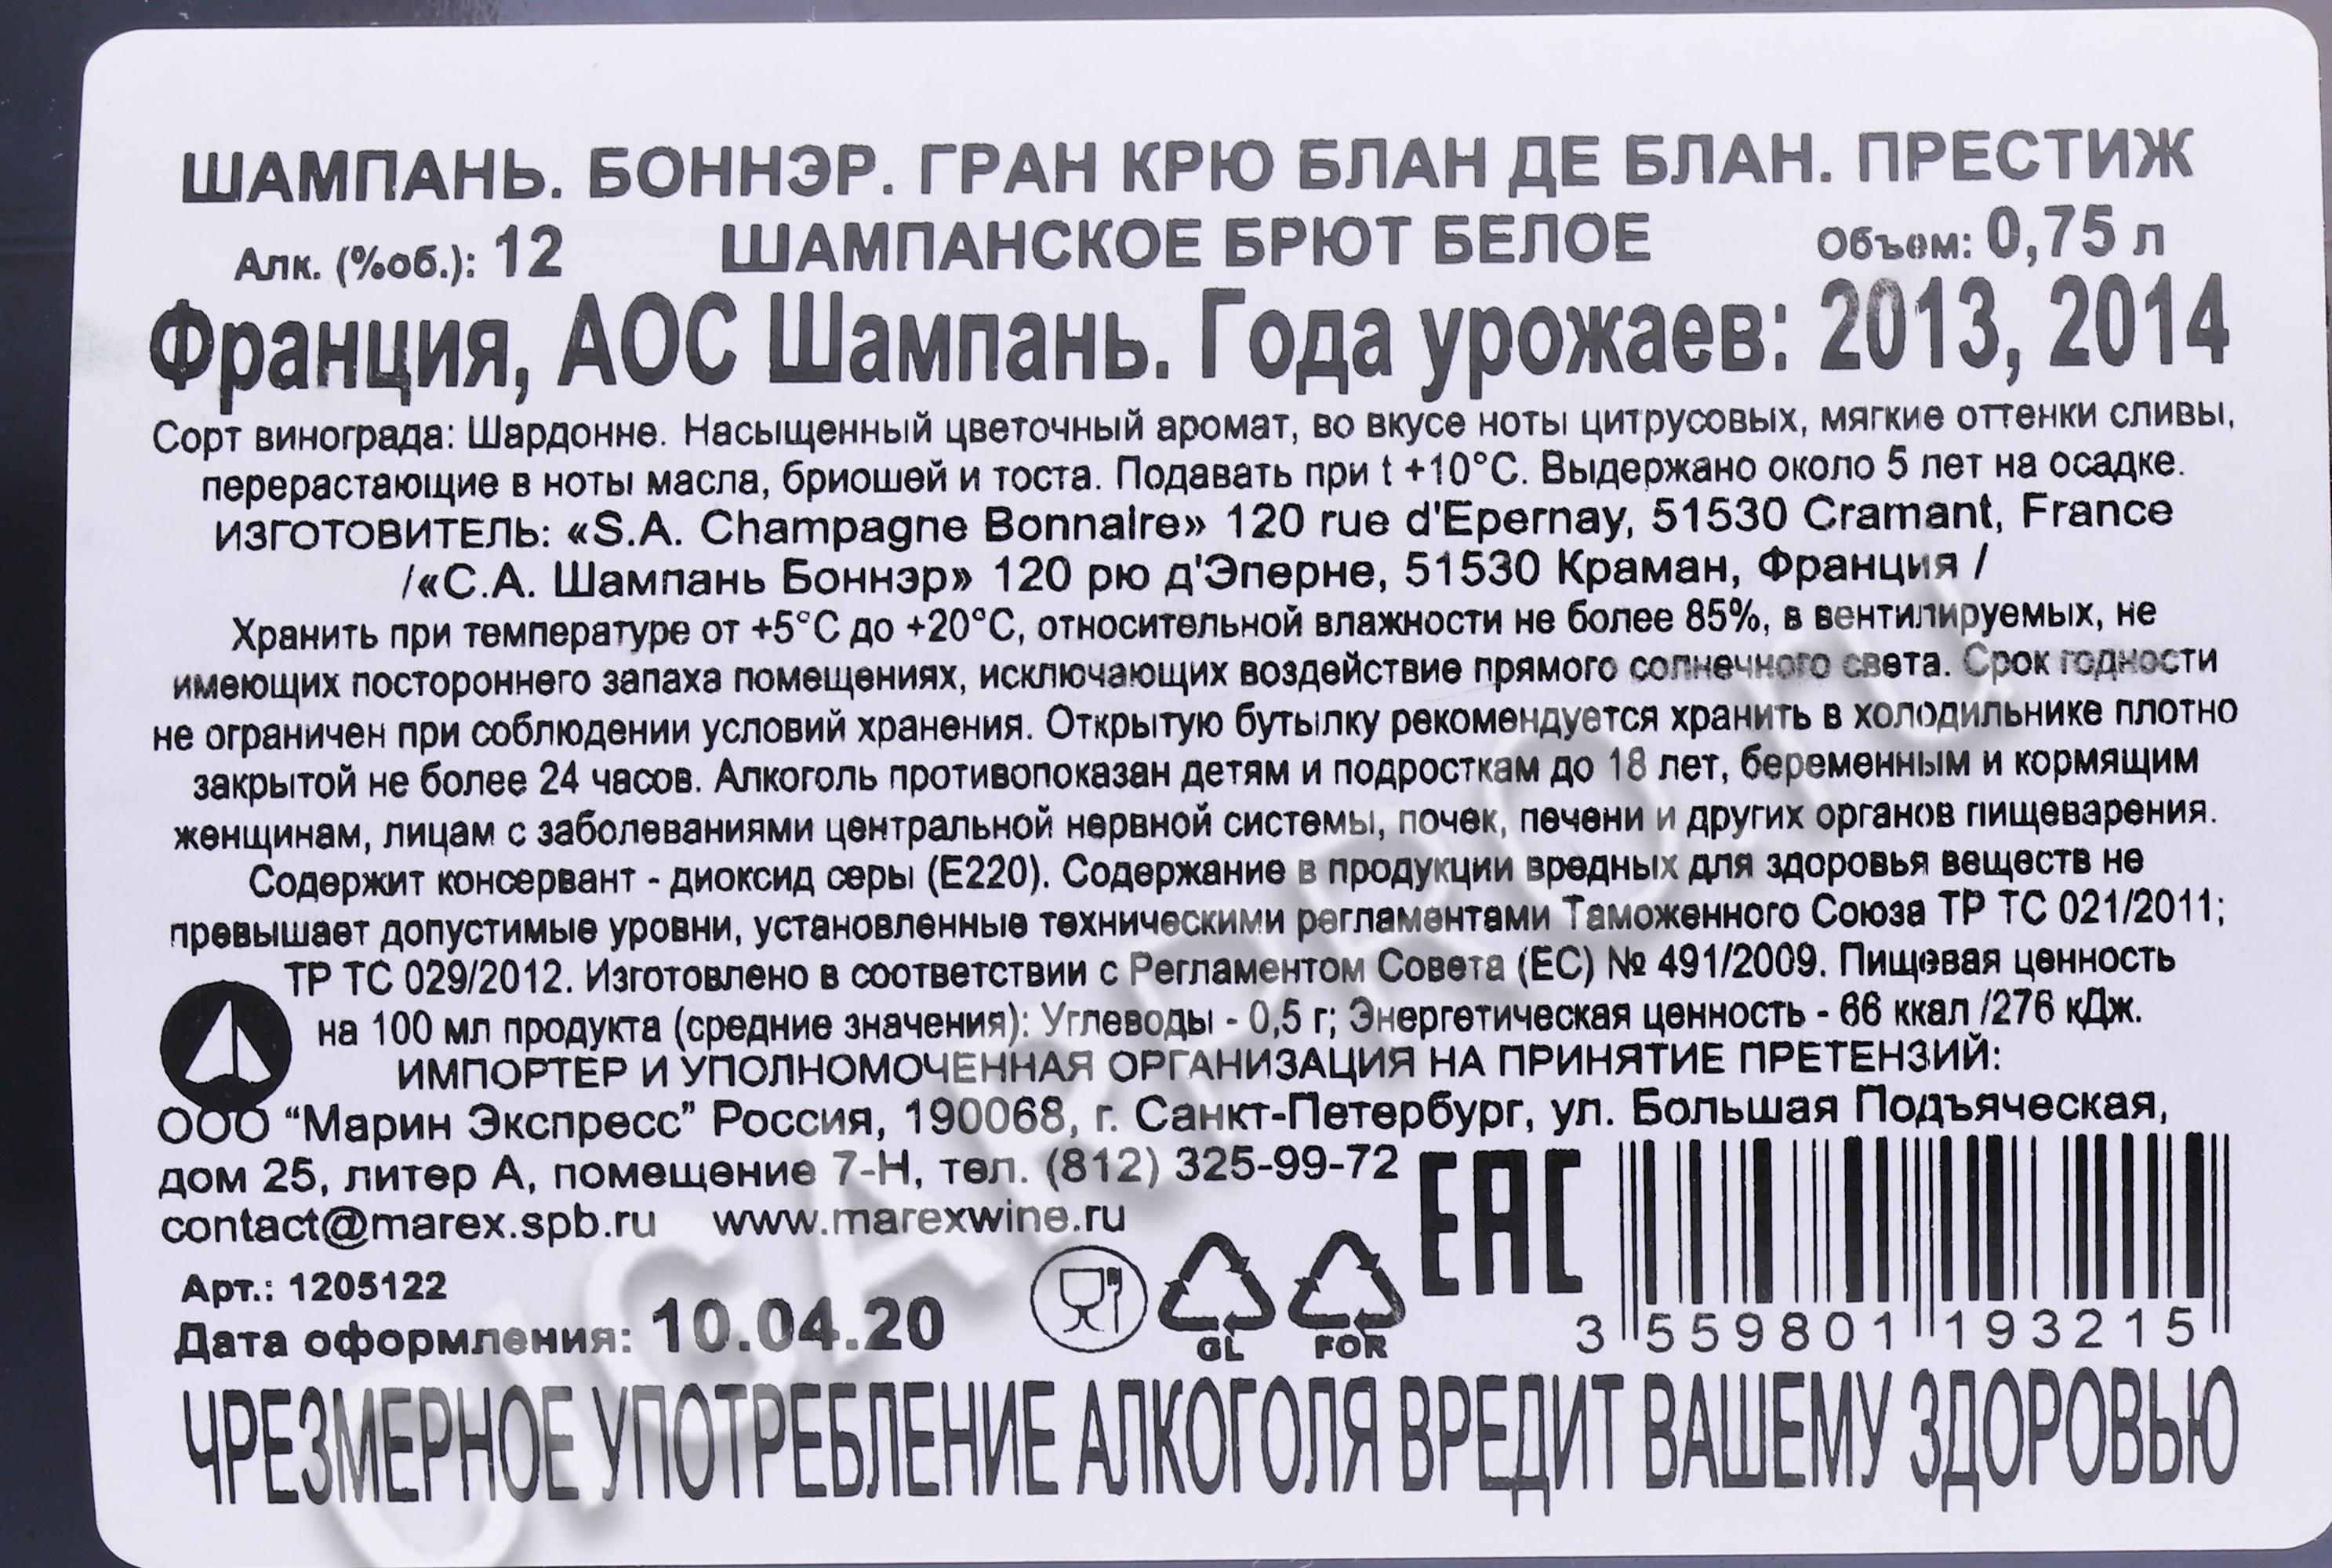 ШАМПАНЬ. БОННЭР. ГРАН КРЮ БЛАН ДЕ БЛАН. ПРЕСТИЖ
Алк. (%об.): 12 ШАМПАНСКОЕ БРЮТ БЕЛОЕ Объем: 0,75 л
Франция, АОС Шампань. Года урожаев: 2013, 2014
Сорт винограда: Шардонне. Насыщенный цветочный аромат, во вкусе ноты цитрусовых, мягкие оттенки сливы,
перерастающие в ноты масла, бриошей и тоста. Подавать при t +10°C. Выдержано около 5 лет на осадке.
ИЗГОТОВИТЕЛЬ: «S.A. Champagne Bonnaire» 120 rue d'Epernay, 51530 Cramant, France
/«С.А. Шампань Боннэр» 120 рю д'Эперне, 51530 Краман, Франция /
Хранить при температуре от +5°C до +20°C, относительной влажности не более 85%, в вентилируемых, не
имеющих постороннего запаха помещениях, исключающих воздействие прямого солнечного света. Срок годности
не ограничен при соблюдении условий хранения. Открытую бутылку рекомендуется хранить в холодильнике плотно
закрытой не более 24 часов. Алкоголь противопоказан детям и подросткам до 18 лет, беременным и кормящим
женщинам, лицам с заболеваниями центральной нервной системы, почек, печени и других органов пищеварения.
Содержит консервант - диоксид серы (E220). Содержание в продукции вредных для здоровья веществ не
превышает допустимые уровни, установленные техническими регламентами Таможенного Союза ТР ТС 021/2011;
ТР ТС 029/2012. Изготовлено в соответствии с Регламентом Совета (ЕС) № 491/2009. Пищевая ценность
на 100 мл продукта (средние значения): Углеводы - 0,5 г; Энергетическая ценность - 66 ккал /276 кДж.
ИМПОРТЕР И УПОЛНОМОЧЕННАЯ ОРГАНИЗАЦИЯ НА ПРИНЯТИЕ ПРЕТЕНЗИЙ:
ООО “Марин Экспресс” Россия, 190068, г. Санкт-Петербург, ул. Большая Подъяческая,
дом 25, литер А, помещение 7-Н, тел. (812) 325-99-72
contact@marex.spb.ru www.marexwine.ru
EAC
Арт.: 1205122
Дата оформления: 10.04.20
GL FOR
3 559801 193215
ЧРЕЗМЕРНОЕ УПОТРЕБЛЕНИЕ АЛКОГОЛЯ ВРЕДИТ ВАШЕМУ ЗДОРОВЬЮ
CIGARPRO.ru